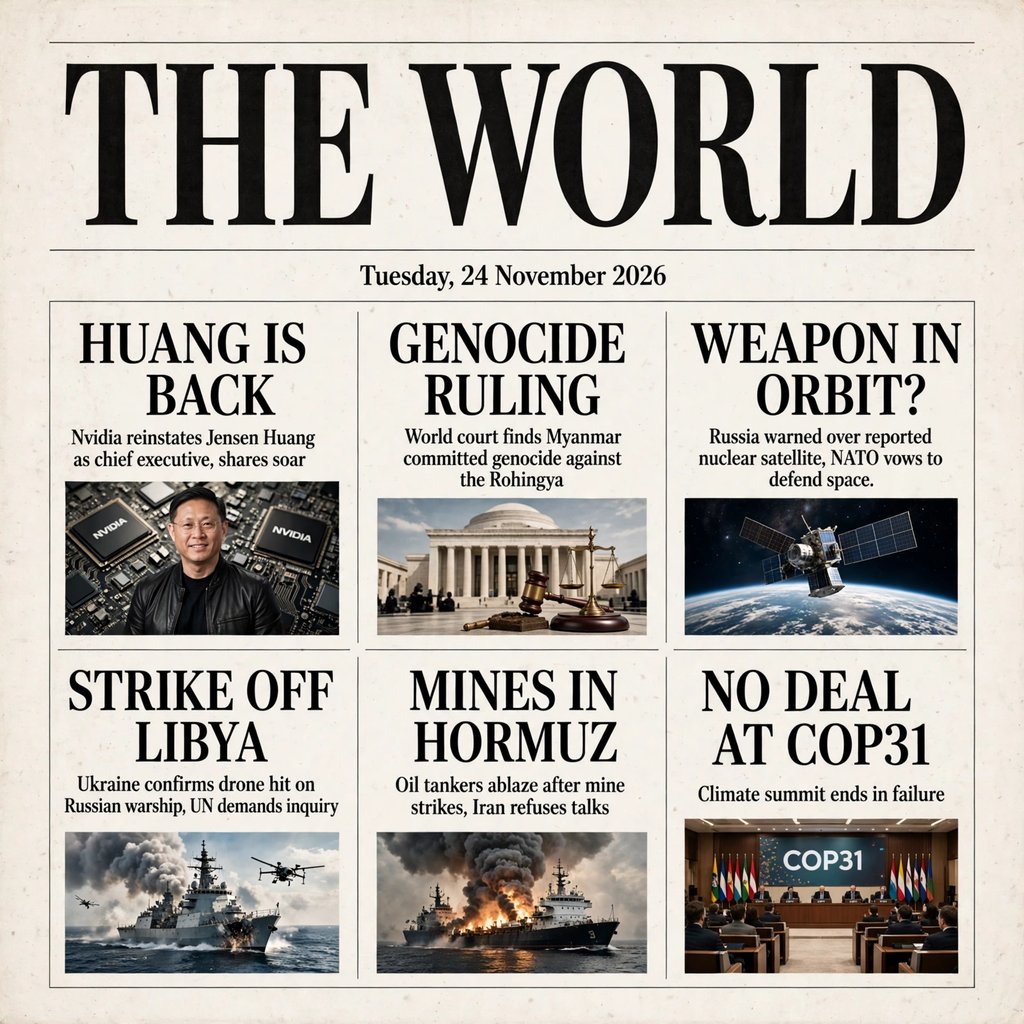 THE WORLD
Tuesday, 24 November 2026
HUANG IS
BACK
Nvidia reinstates Jensen Huang
as chief executive, shares soar
NVIDIA
NVIDIA
GENOCIDE
RULING
World court finds Myanmar
committed genocide against
the Rohingya
WEAPON IN
ORBIT?
Russia warned over reported
nuclear satellite, NATO vows to
defend space.
STRIKE OFF
LIBYA
Ukraine confirms drone hit on
Russian warship, UN demands inquiry
MINES IN
HORMUZ
Oil tankers ablaze after mine
strikes, Iran refuses talks
NO DEAL
AT COP31
Climate summit ends in failure
COP31